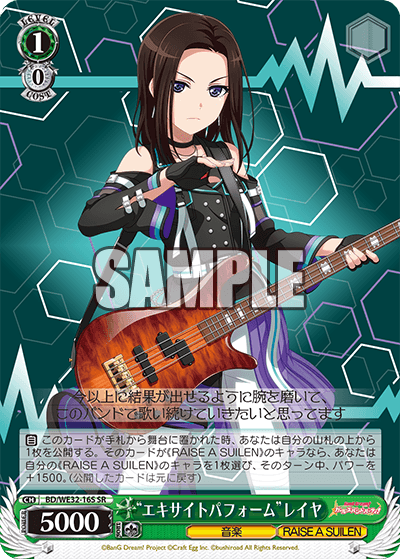 LEVEL
1
0
COST
SAMPLE
今以上に結果が出せるように腕を磨いて、
このバンドで歌い続けていきたいと思ってます
自 このカードが手札から舞台に置かれた時、あなたは自分の山札の上から
1枚を公開する。そのカードが《RAISE A SUILEN》のキャラなら、あなたは
自分の《RAISE A SUILEN》のキャラを1枚選び、そのターン中、パワーを
+1500。(公開したカードは元に戻す)
CH BD/WE32-16S SR
“エキサイトパフォーム”レイヤ
5000
音楽
RAISE A SUILEN
©BanG Dream! Project ©Craft Egg Inc. ©bushiroad All Rights Reserved.